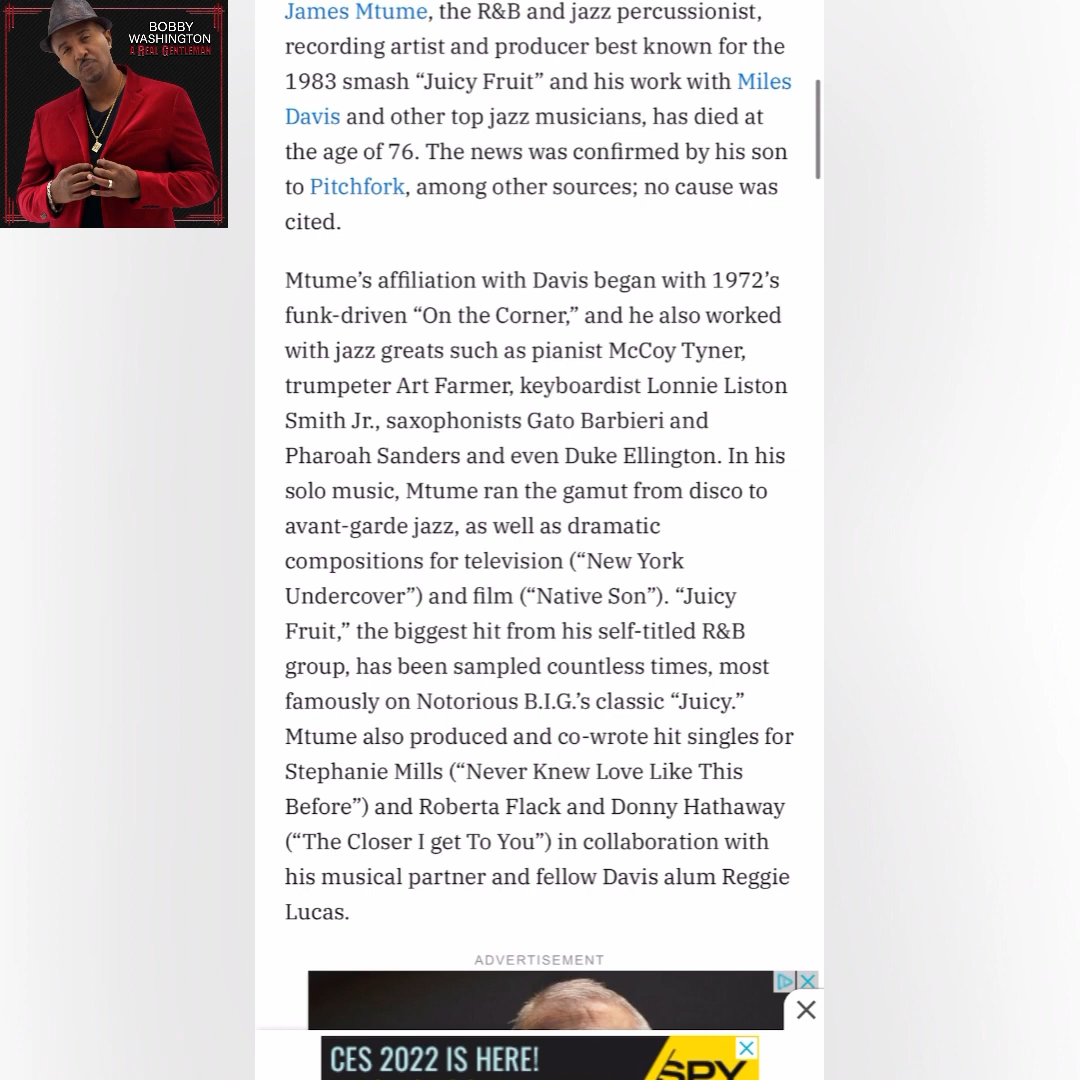 BOBBY
WASHINGTON
A REAL GENTLEMAN
James Mtume, the R&B and jazz percussionist,
recording artist and producer best known for the
1983 smash “Juicy Fruit” and his work with Miles
Davis and other top jazz musicians, has died at
the age of 76. The news was confirmed by his son
to Pitchfork, among other sources; no cause was
cited.
Mtume’s affiliation with Davis began with 1972’s
funk-driven “On the Corner,” and he also worked
with jazz greats such as pianist McCoy Tyner,
trumpeter Art Farmer, keyboardist Lonnie Liston
Smith Jr., saxophonists Gato Barbieri and
Pharoah Sanders and even Duke Ellington. In his
solo music, Mtume ran the gamut from disco to
avant-garde jazz, as well as dramatic
compositions for television (“New York
Undercover”) and film (“Native Son”). “Juicy
Fruit,” the biggest hit from his self-titled R&B
group, has been sampled countless times, most
famously on Notorious B.I.G.’s classic “Juicy.”
Mtume also produced and co-wrote hit singles for
Stephanie Mills (“Never Knew Love Like This
Before”) and Roberta Flack and Donny Hathaway
(“The Closer I get To You”) in collaboration with
his musical partner and fellow Davis alum Reggie
Lucas.
ADVERTISEMENT
CES 2022 IS HERE!
SPY